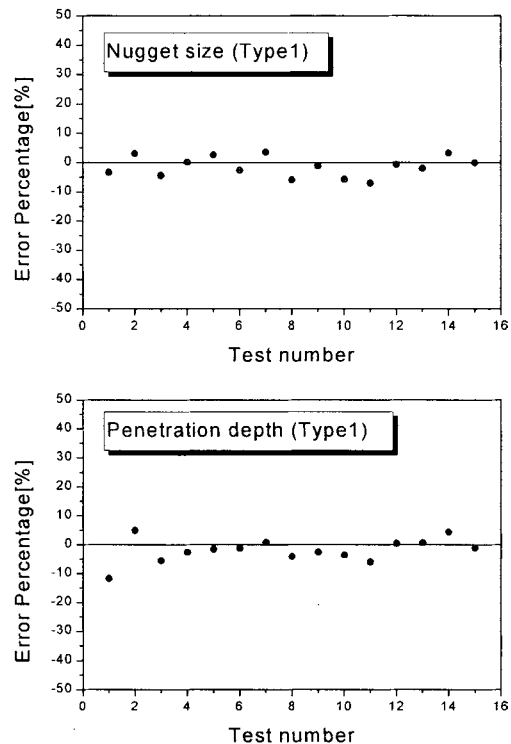 Nugget size (Type1)
Error Percentage[%]
50
40
30
20
10
0
-10
-20
-30
-40
-50
0 2 4 6 8 10 12 14 16
Test number
Penetration depth (Type1)
Error Percentage[%]
50
40
30
20
10
0
-10
-20
-30
-40
-50
0 2 4 6 8 10 12 14 16
Test number